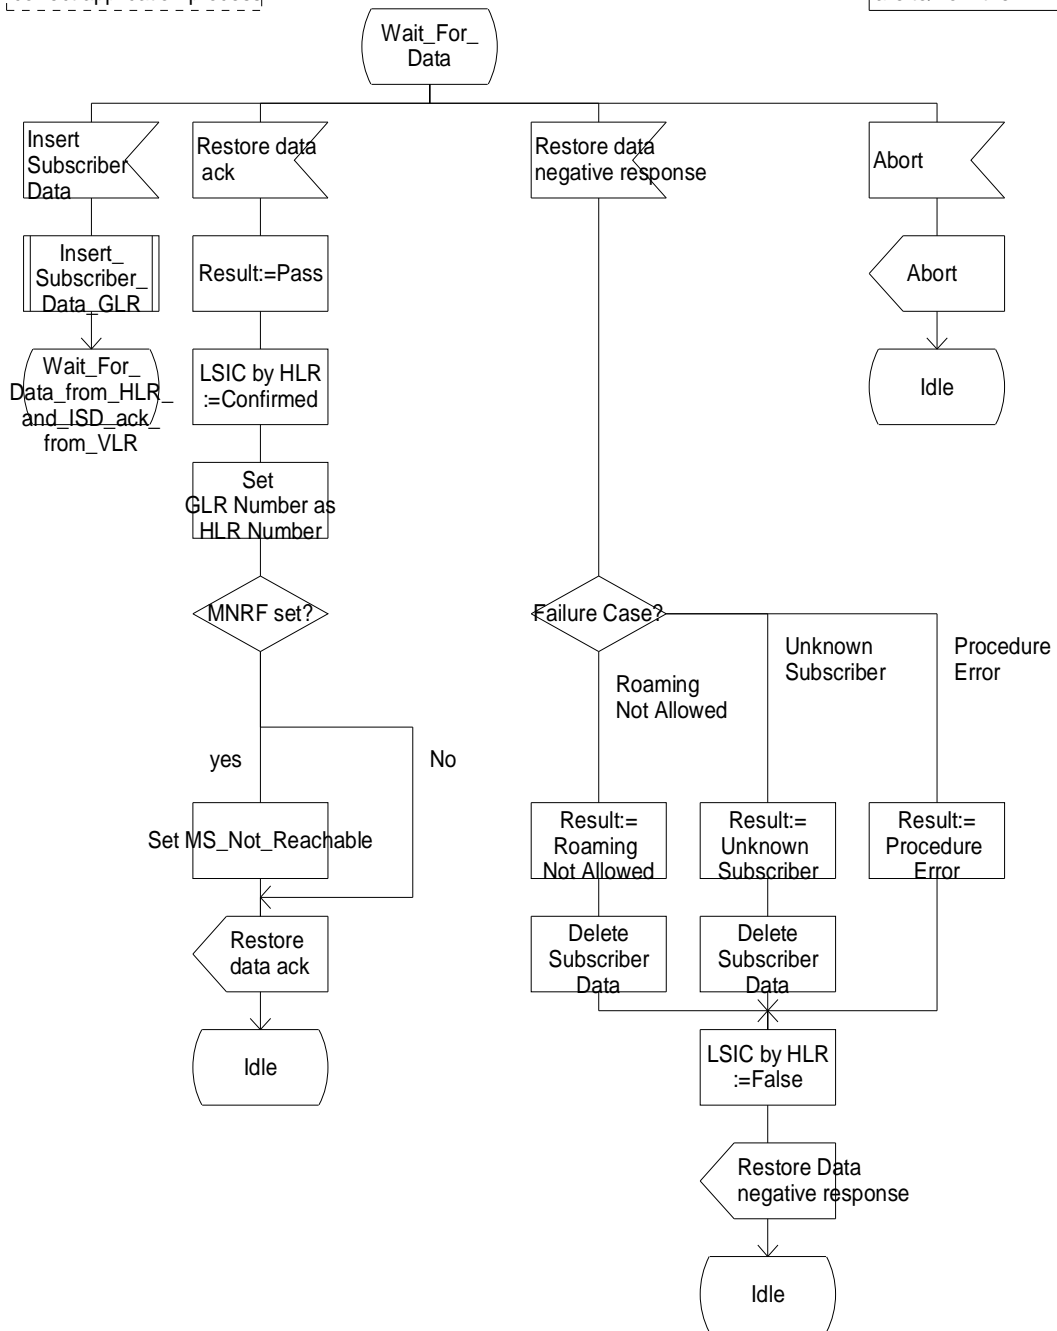 Wait_For_
Data
Insert
Subscriber
Data
Restore data
ack
Restore data
negative response
Abort
Insert_
Subscriber_
Data_GLR
Result:=Pass
Abort
Wait_For_
Data_from_HLR_
and_ISD_ack_
from_VLR
LSIC by HLR
:=Confirmed
Idle
Set
GLR Number as
HLR Number
MNRF set?
Failure Case?
Unknown
Subscriber
Procedure
Error
Roaming
Not Allowed
yes
No
Set MS_Not_Reachable
Result:=
Roaming
Not Allowed
Result:=
Unknown
Subscriber
Result:=
Procedure
Error
Restore
data ack
Delete
Subscriber
Data
Delete
Subscriber
Data
Idle
LSIC by HLR
:=False
Restore Data
negative response
Idle